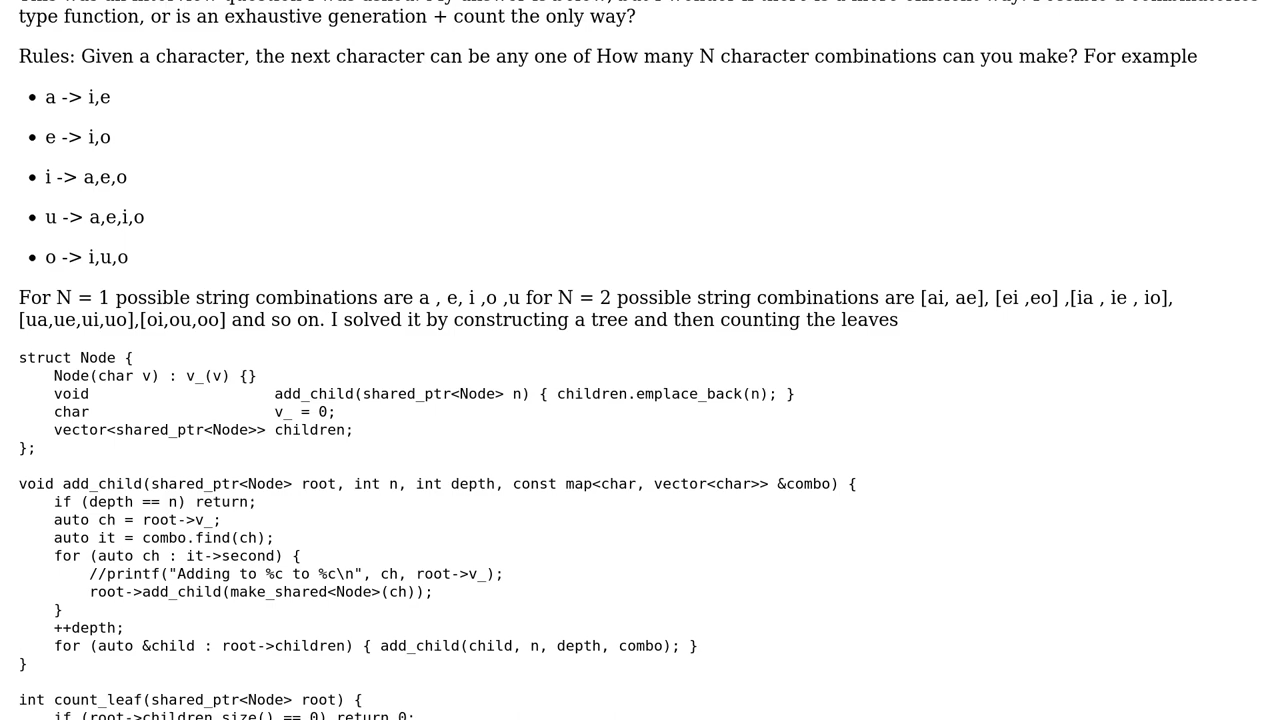 type function, or is an exhaustive generation + count the only way?
Rules: Given a character, the next character can be any one of How many N character combinations can you make? For example
• a -> i,e
• e -> i,o
• i -> a,e,o
• u -> a,e,i,o
• o -> i,u,o
For N = 1 possible string combinations are a , e, i ,o ,u for N = 2 possible string combinations are [ai, ae], [ei ,eo] ,[ia , ie , io],
[ua,ue,ui,uo],[oi,ou,oo] and so on. I solved it by constructing a tree and then counting the leaves
struct Node {
    Node(char v) : v_(v) {}
    void                     add_child(shared_ptr<Node> n) { children.emplace_back(n); }
    char                     v_ = 0;
    vector<shared_ptr<Node>> children;
};
void add_child(shared_ptr<Node> root, int n, int depth, const map<char, vector<char>> &combo) {
    if (depth == n) return;
    auto ch = root->v_;
    auto it = combo.find(ch);
    for (auto ch : it->second) {
        //printf("Adding to %c to %c\n", ch, root->v_);
        root->add_child(make_shared<Node>(ch));
    }
    ++depth;
    for (auto &child : root->children) { add_child(child, n, depth, combo); }
}
int count_leaf(shared_ptr<Node> root) {
    if (root->children.size() == 0) return 0;